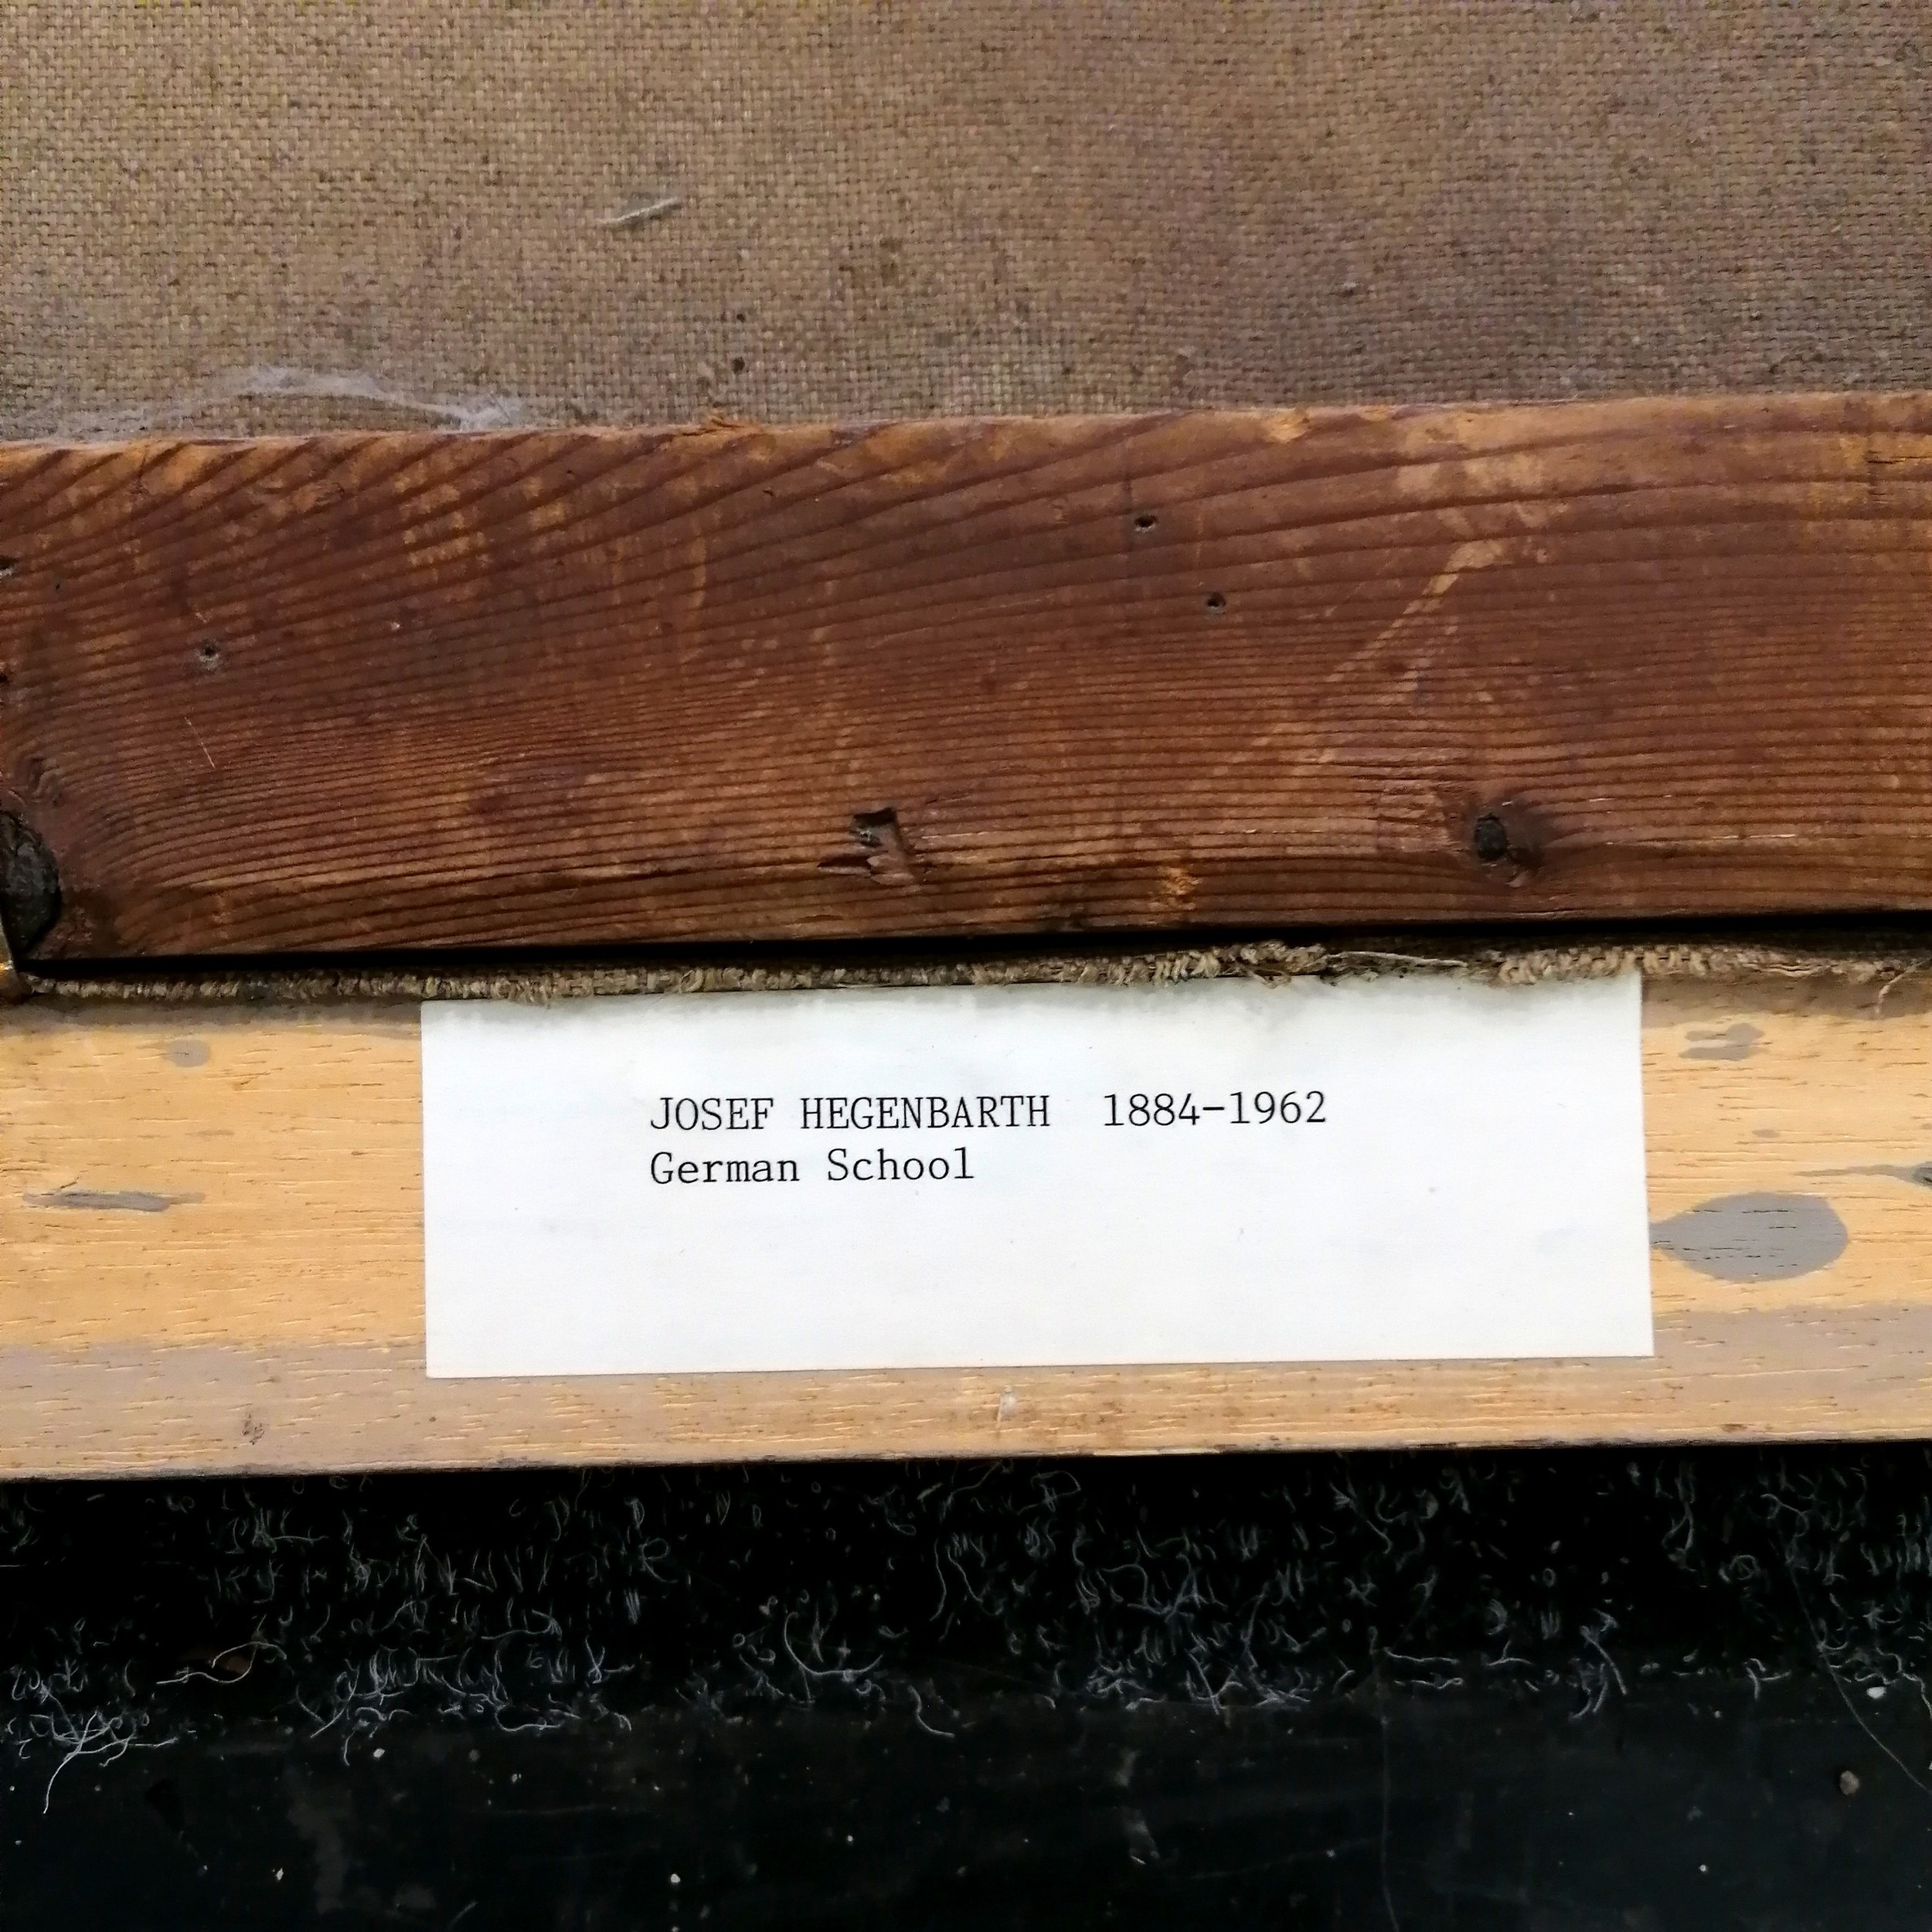 JOSEF HEGENBARTH 1884-1962
German School